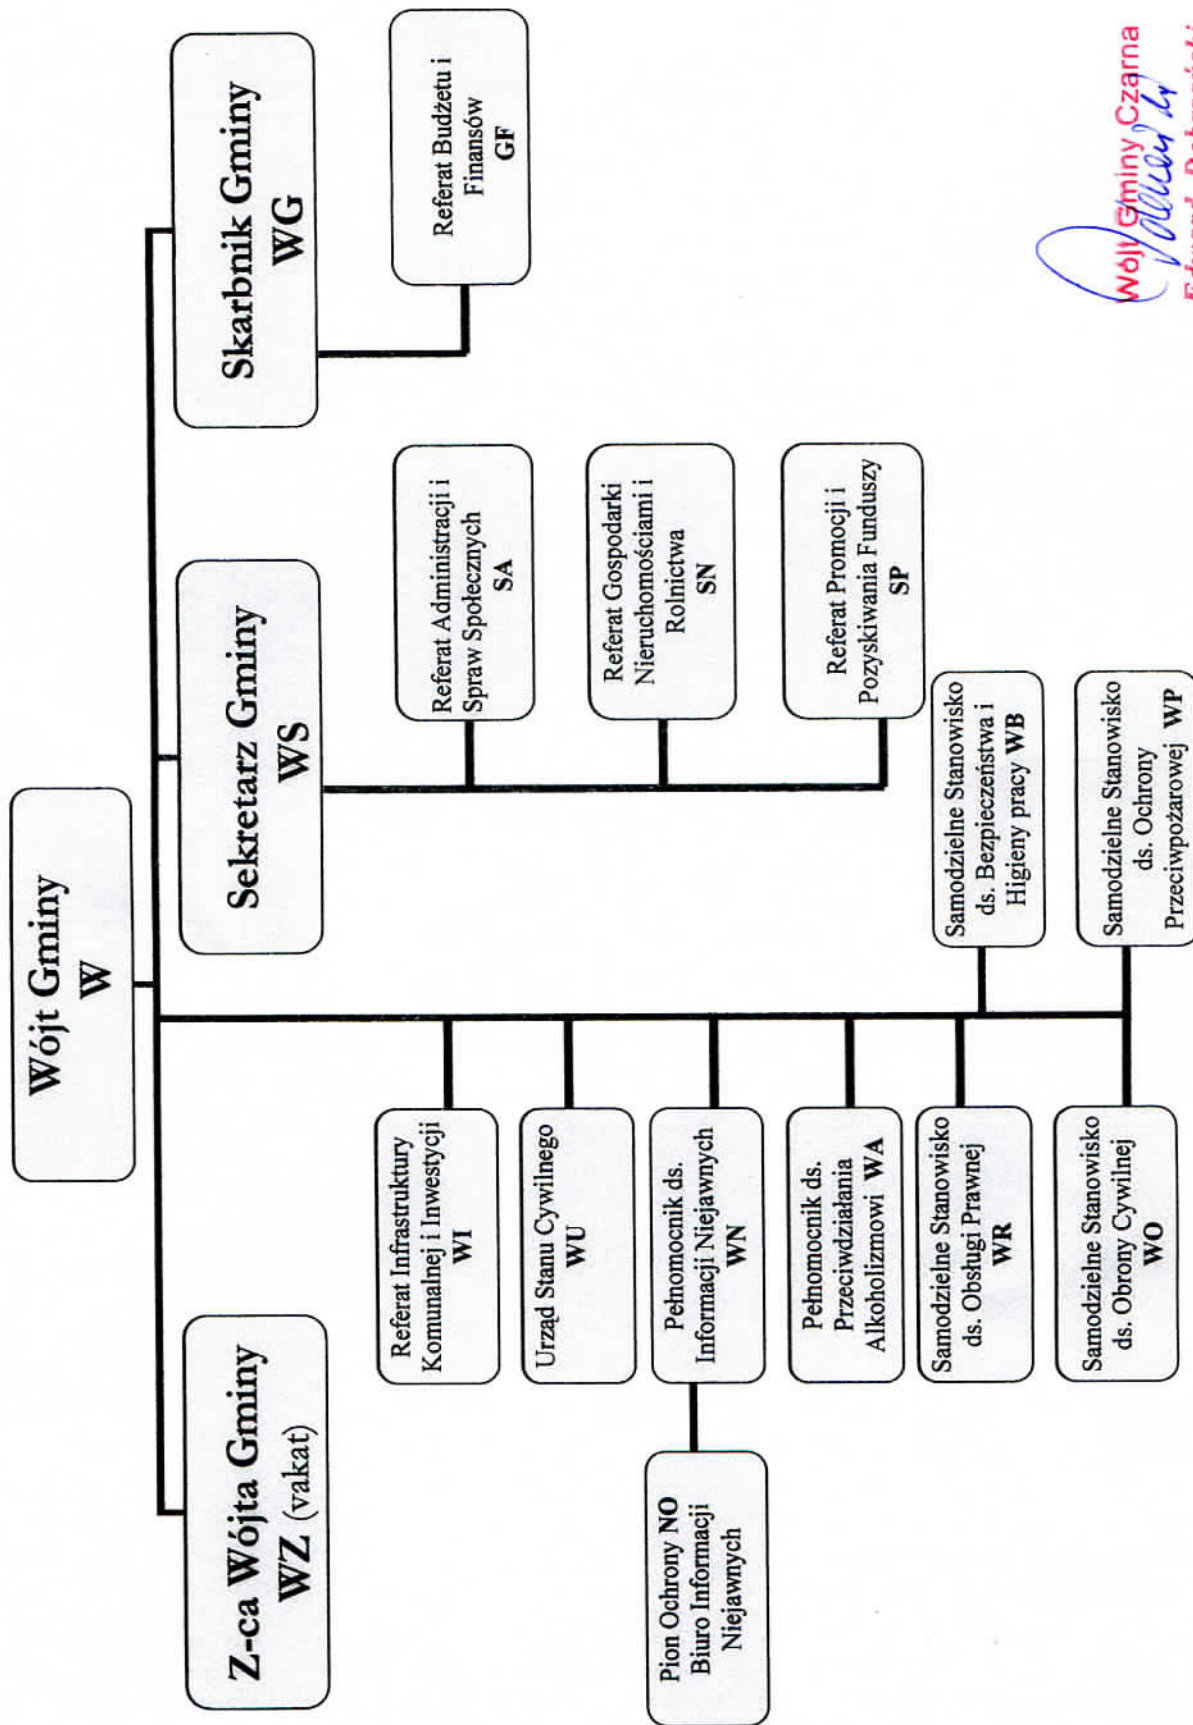 Wójt Gminy
W
Z-ca Wójta Gminy
WZ (vakat)
Sekretarz Gminy
WS
Skarbnik Gminy
WG
Referat Infrastruktury
Komunalnej i Inwestycji
WI
Urząd Stanu Cywilnego
WU
Pion Ochrony NO
Biuro Informacji
Niejawnych
Pełnomocnik ds.
Informacji Niejawnych
WN
Pełnomocnik ds.
Przeciwdziałania
Alkoholizmowi WA
Samodzielne Stanowisko
ds. Obsługi Prawnej
WR
Samodzielne Stanowisko
ds. Obrony Cywilnej
WO
Samodzielne Stanowisko
ds. Bezpieczeństwa i
Higieny pracy WB
Samodzielne Stanowisko
ds. Ochrony
Przeciwpożarowej WP
Referat Administracji i
Spraw Społecznych
SA
Referat Gospodarki
Nieruchomościami i
Rolnictwa
SN
Referat Promocji i
Pozyskiwania Funduszy
SP
Referat Budżetu i
Finansów
GF
Wójt Gminy Czarna